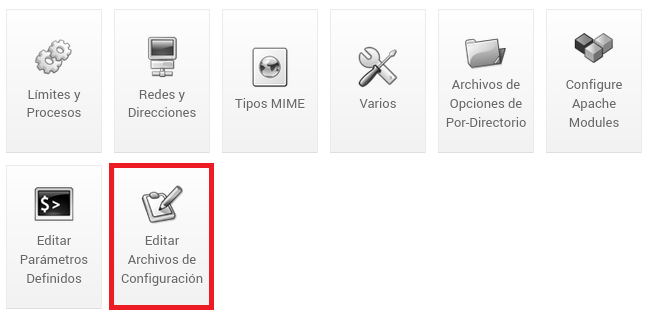 Límites y
Procesos
Redes y
Direcciones
Tipos MIME
Varios
Archivos de
Opciones de
Por-Directorio
Configure
Apache
Modules
$>
Editar
Parámetros
Definidos
Editar
Archivos de
Configuración